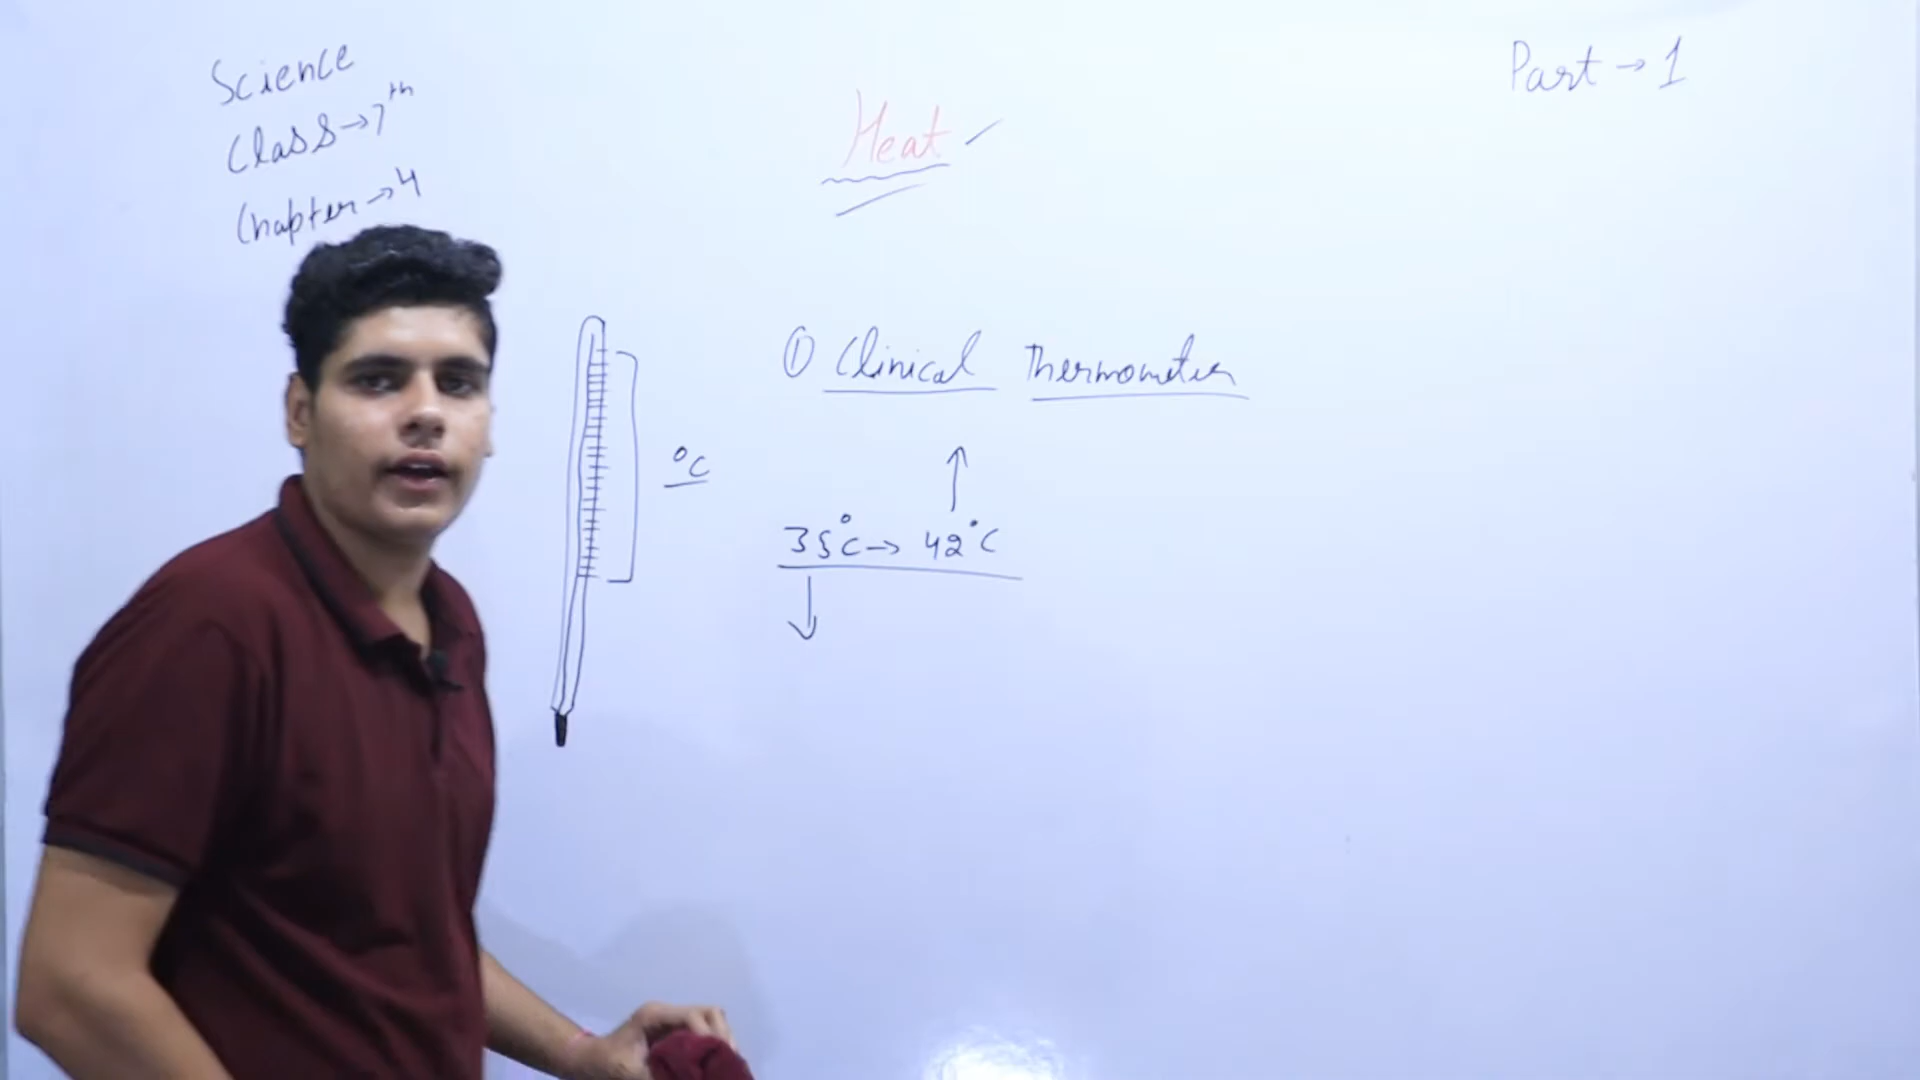 Science
Class→7th
Chapter→4
Part→1
Heat
① Clinical Thermometer
°C
35°C→ 42°C